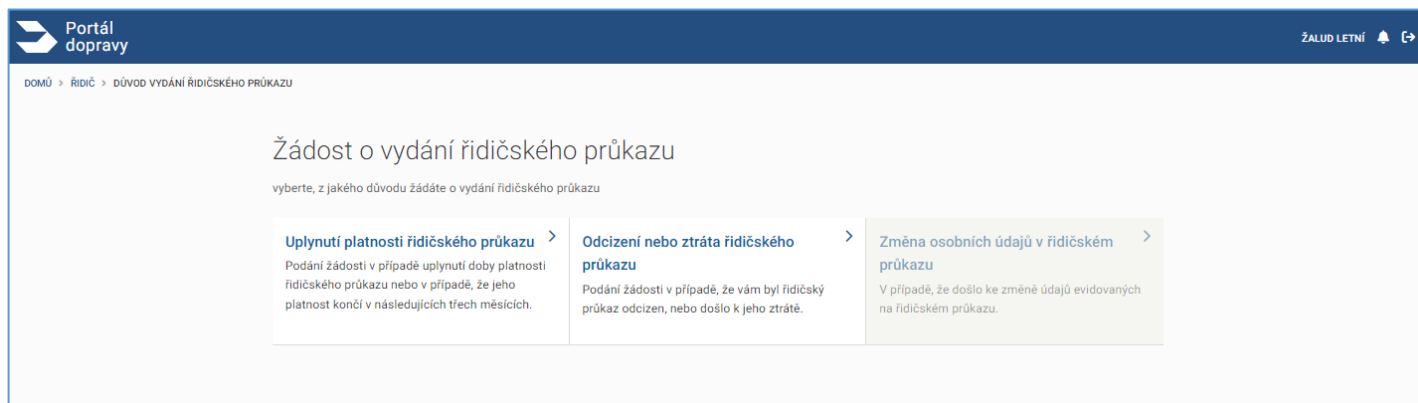 Portál
dopravy
ŽALUD LETNÍ
DOMŮ > ŘIDIČ > DŮVOD VYDÁNÍ ŘIDIČSKÉHO PRŮKAZU
Žádost o vydání řidičského průkazu
vyberte, z jakého důvodu žádáte o vydání řidičského průkazu
Uplynutí platnosti řidičského průkazu
Podání žádosti v případě uplynutí doby platnosti
řidičského průkazu nebo v případě, že jeho
platnost končí v následujících třech měsících.
Odcizení nebo ztráta řidičského
průkazu
Podání žádosti v případě, že vám byl řidičský
průkaz odcizen, nebo došlo k jeho ztrátě.
Změna osobních údajů v řidičském
průkazu
V případě, že došlo ke změně údajů evidovaných
na řidičském průkazu.